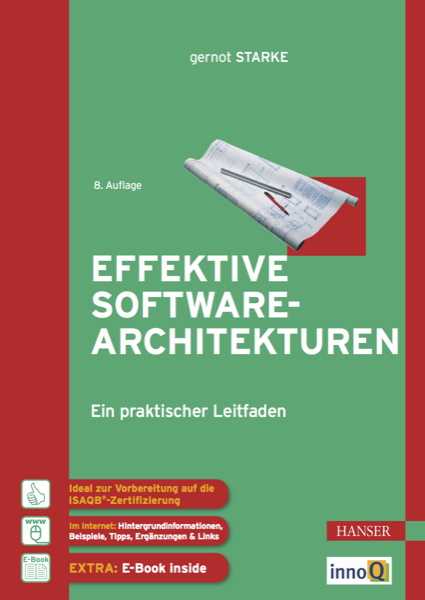 gernot STARKE
8. Auflage
EFFEKTIVE
SOFTWARE-
ARCHITEKTUREN
Ein praktischer Leitfaden
Ideal zur Vorbereitung auf die
iSAQB®-Zertifizierung
www
Im Internet: Hintergrundinformationen,
Beispiele, Tipps, Ergänzungen & Links
E-Book
EXTRA: E-Book inside
HANSER
innoQ